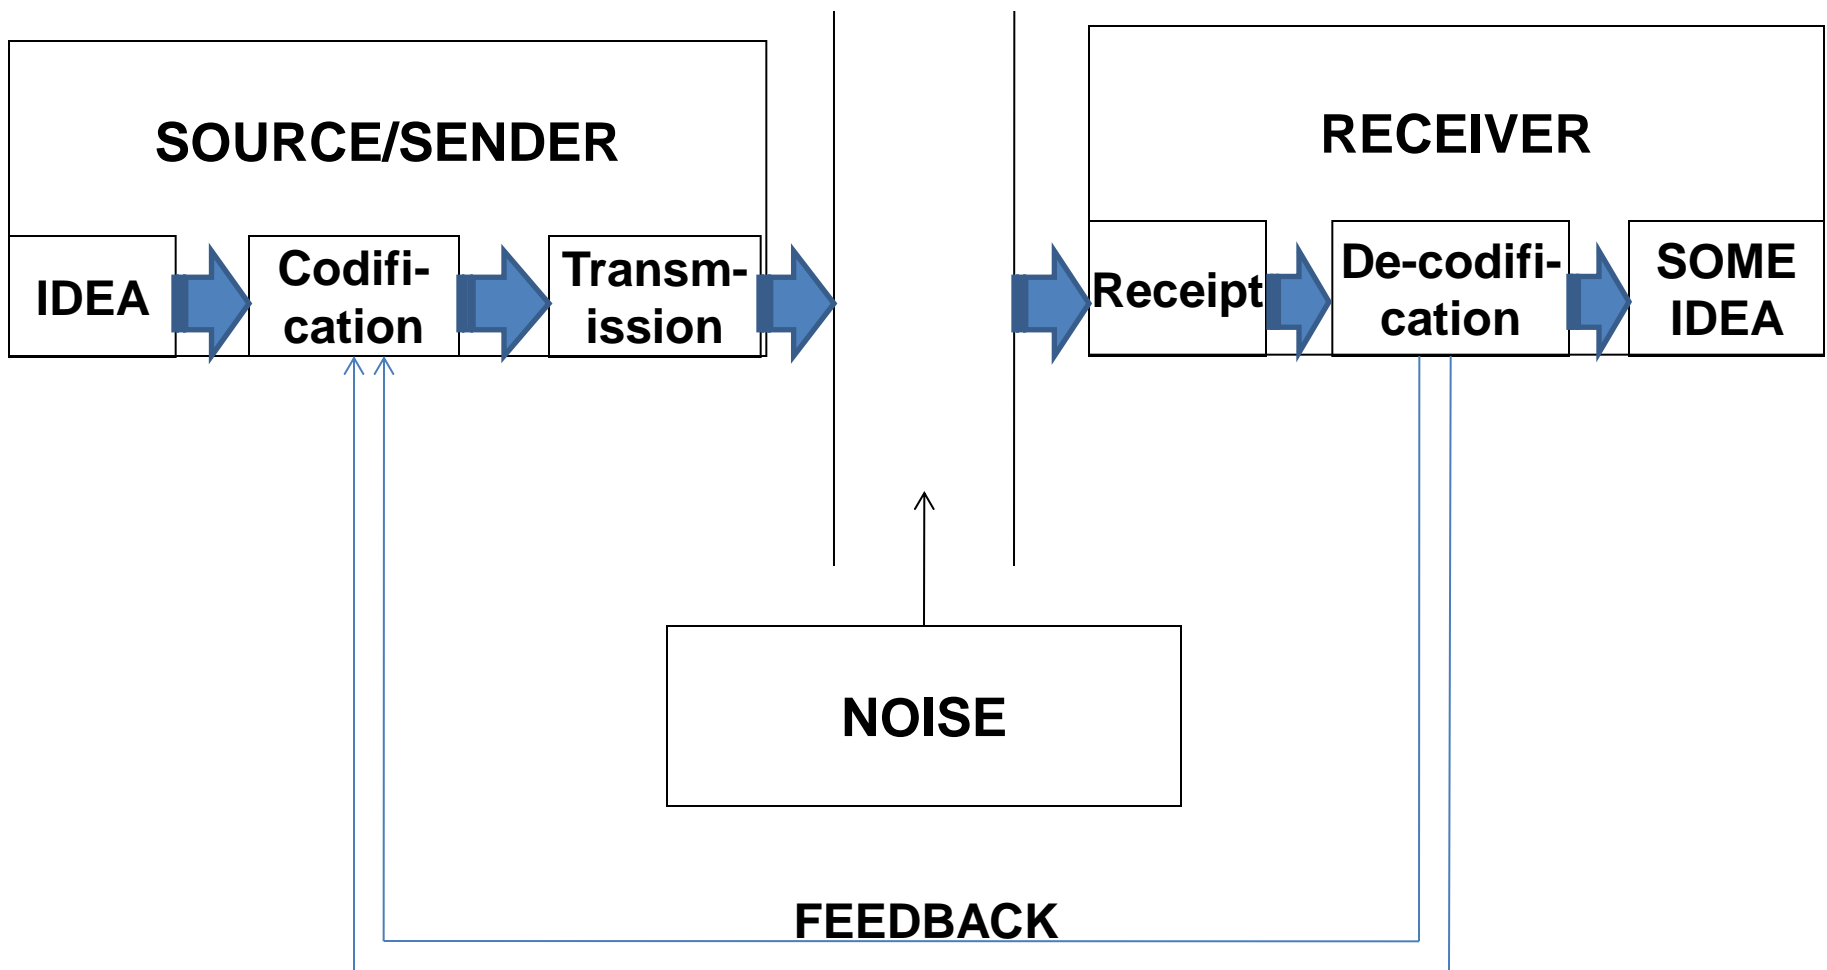 SOURCE/SENDER
IDEA
Codifi-
cation
Transm-
ission
RECEIVER
Receipt
De-codifi-
cation
SOME
IDEA
NOISE
FEEDBACK